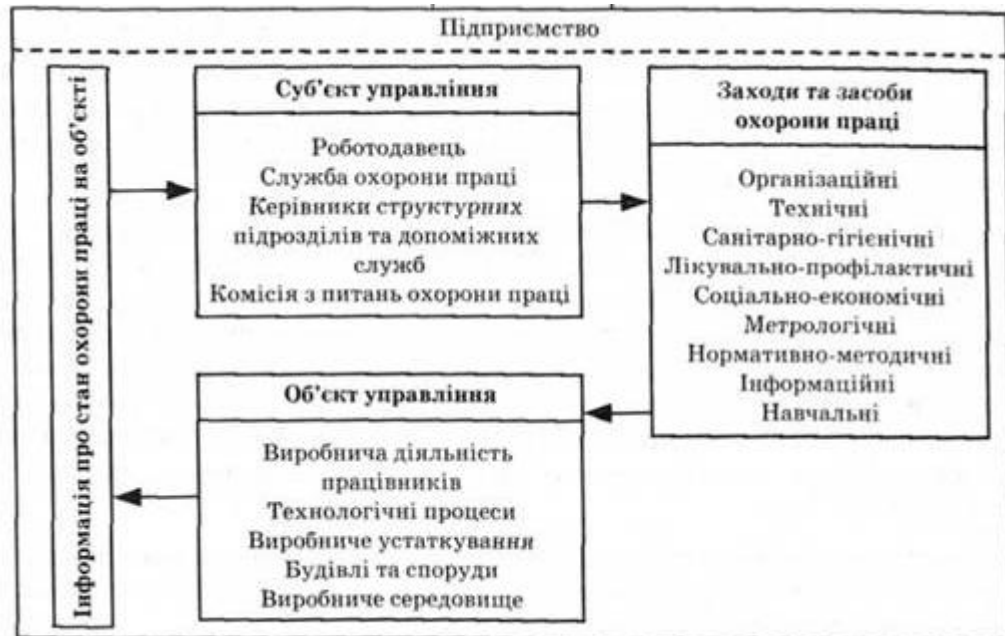 Підприємство
Інформація про стан охорони праці на об'єкті
Суб'єкт управління
Роботодавець
Служба охорони праці
Керівники структурних
підрозділів та допоміжних
служб
Комісія з питань охорони праці
Заходи та засоби
охорони праці
Організаційні
Технічні
Санітарно-гігієнічні
Лікувально-профілактичні
Соціально-економічні
Метрологічні
Нормативно-методичні
Інформаційні
Навчальні
Об'єкт управління
Виробнича діяльність
працівників
Технологічні процеси
Виробниче устаткування
Будівлі та споруди
Виробниче середовище